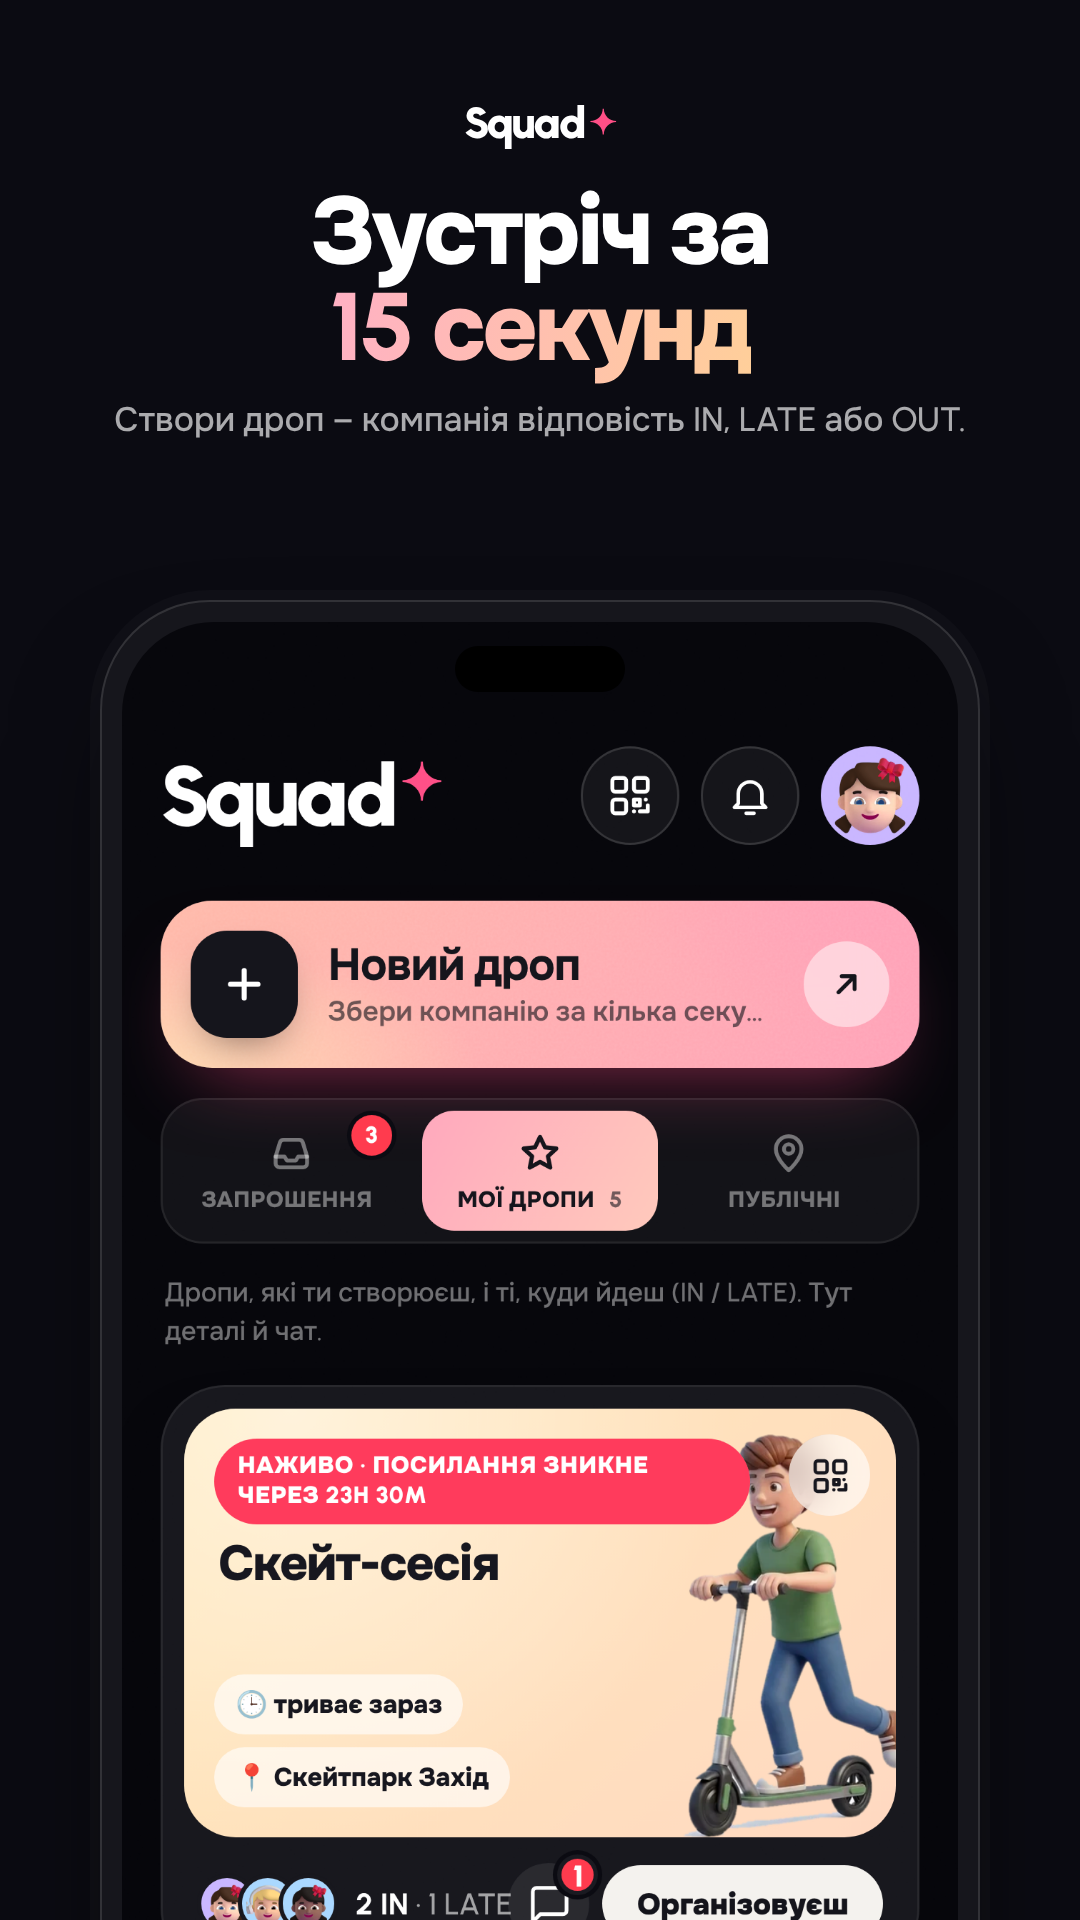 Squad
Зустріч за
15 секунд
Створи дроп – компанія відповість IN, LATE або OUT.
Squad
Новий дроп
Збери компанію за кілька секу...
3
ЗАПРОШЕННЯ
МОЇ ДРОПИ 5
ПУБЛІЧНІ
Дропи, які ти створюєш, і ті, куди йдеш (IN / LATE). Тут
деталі й чат.
НАЖИВО · ПОСИЛАННЯ ЗНИКНЕ
ЧЕРЕЗ 23H 30M
Скейт-сесія
триває зараз
Скейтпарк Захід
2 IN · 1 LATE
1
Організовуєш